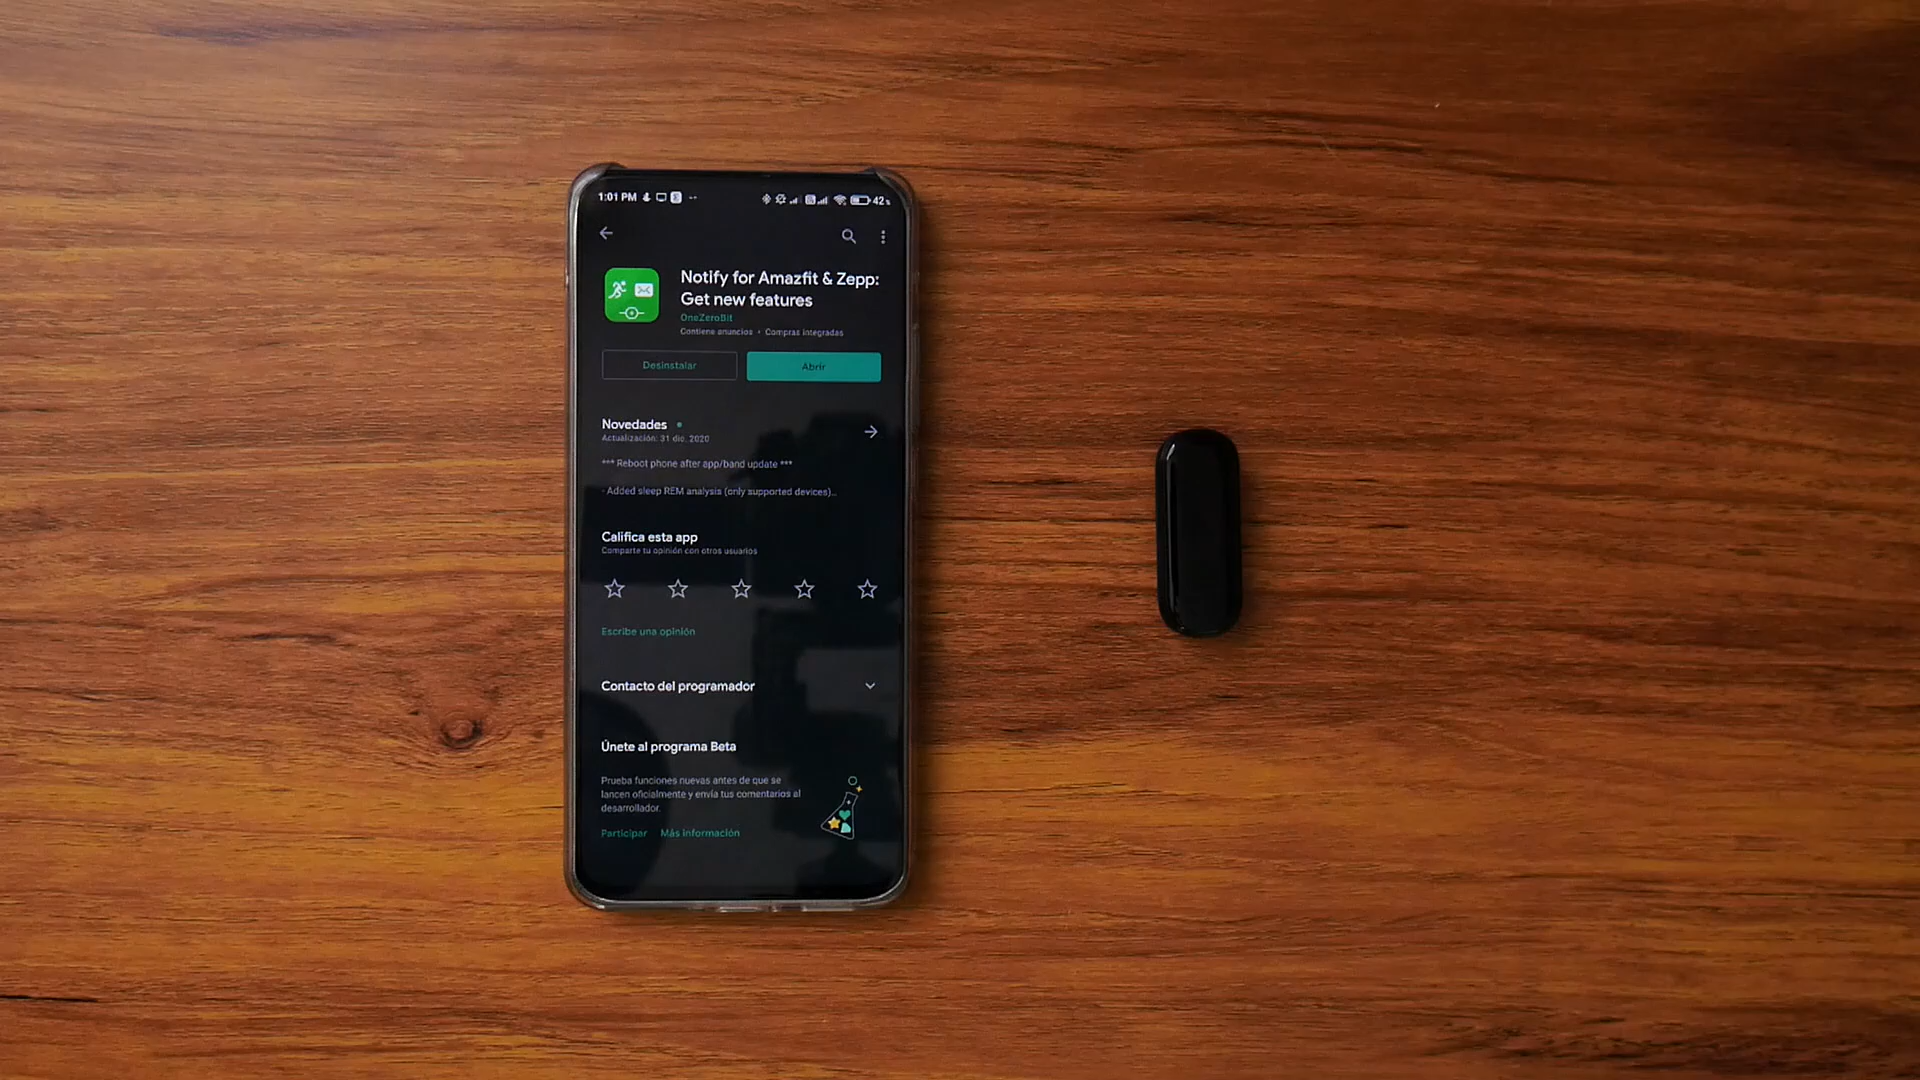 1:01 PM
42%
Notify for Amazfit & Zepp:
Get new features
OneZeroBit
Contiene anuncios • Compras integradas
Desinstalar
Abrir
Novedades
Actualización: 31 dic. 2020
*** Reboot phone after app/band update ***
- Added sleep REM analysis (only supported devices)...
Califica esta app
Comparte tu opinión con otros usuarios
Escribe una opinión
Contacto del programador
Únete al programa Beta
Prueba funciones nuevas antes de que se
lancen oficialmente y envía tus comentarios al
desarrollador.
Participar
Más información